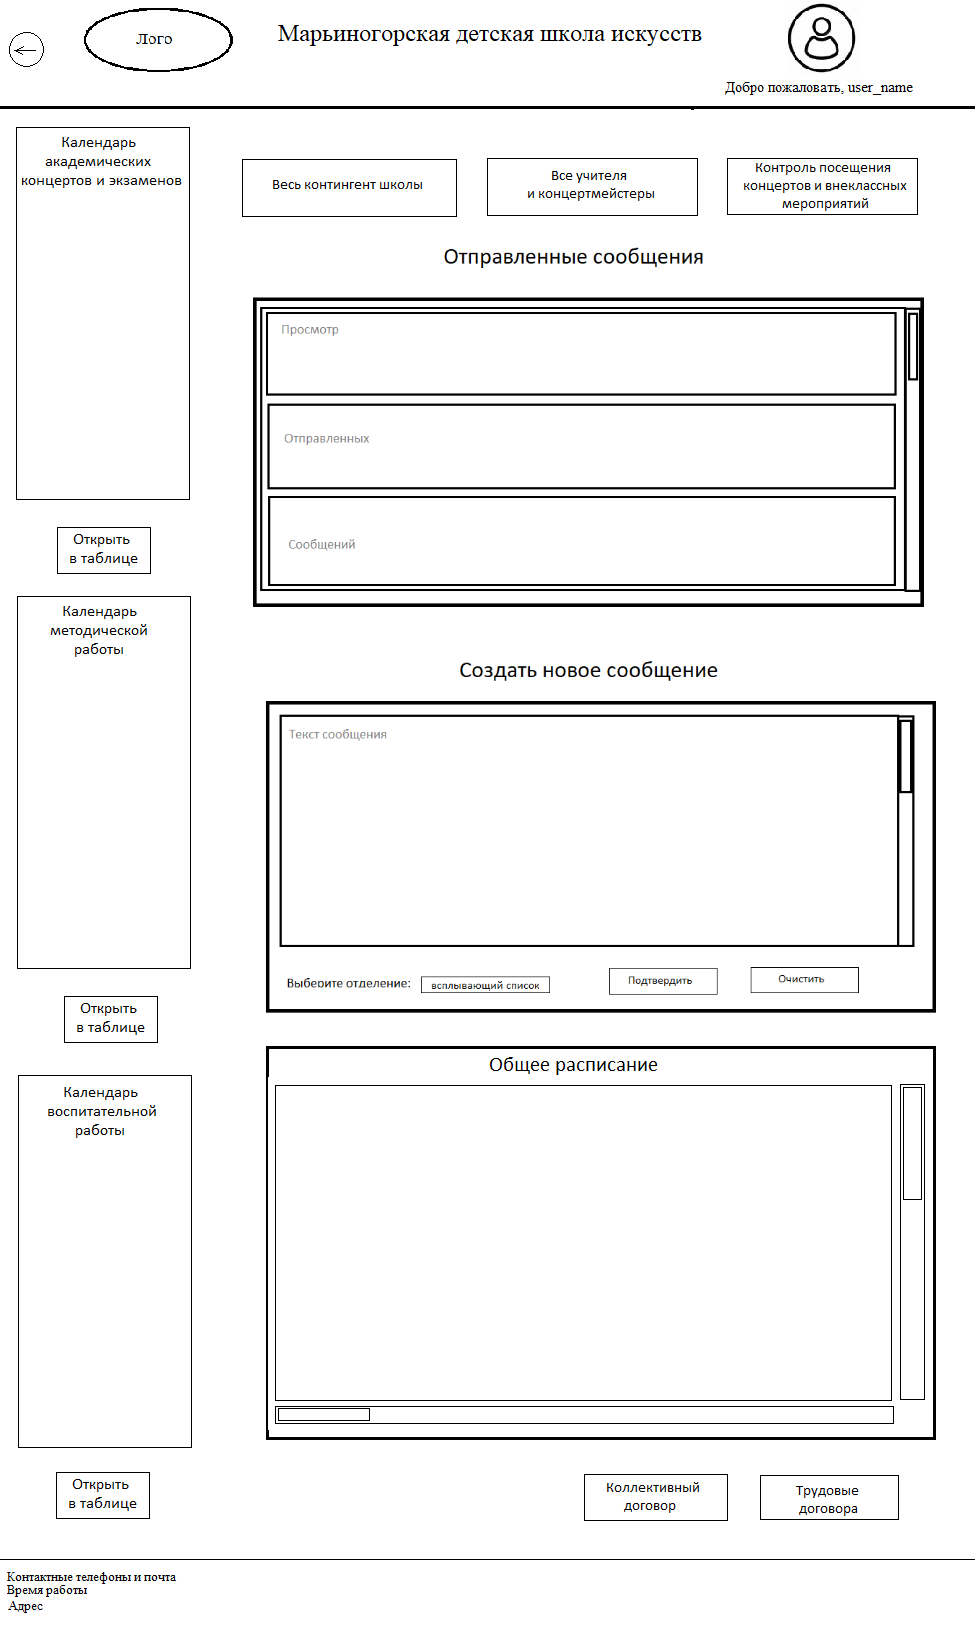 Лого
Марьиногорская детская школа искусств
Добро пожаловать, user_name
Календарь
академических
концертов и экзаменов
Весь контингент школы
Все учителя
и концертмейстеры
Контроль посещения
концертов и внеклассных
мероприятий
Отправленные сообщения
Просмотр
Отправленных
Сообщений
Открыть
в таблице
Календарь
методической
работы
Создать новое сообщение
Текст сообщения
Выберите отделение:
всплывающий список
Подтвердить
Очистить
Открыть
в таблице
Общее расписание
Календарь
воспитательной
работы
Открыть
в таблице
Коллективный
договор
Трудовые
договора
Контактные телефоны и почта
Время работы
Адрес